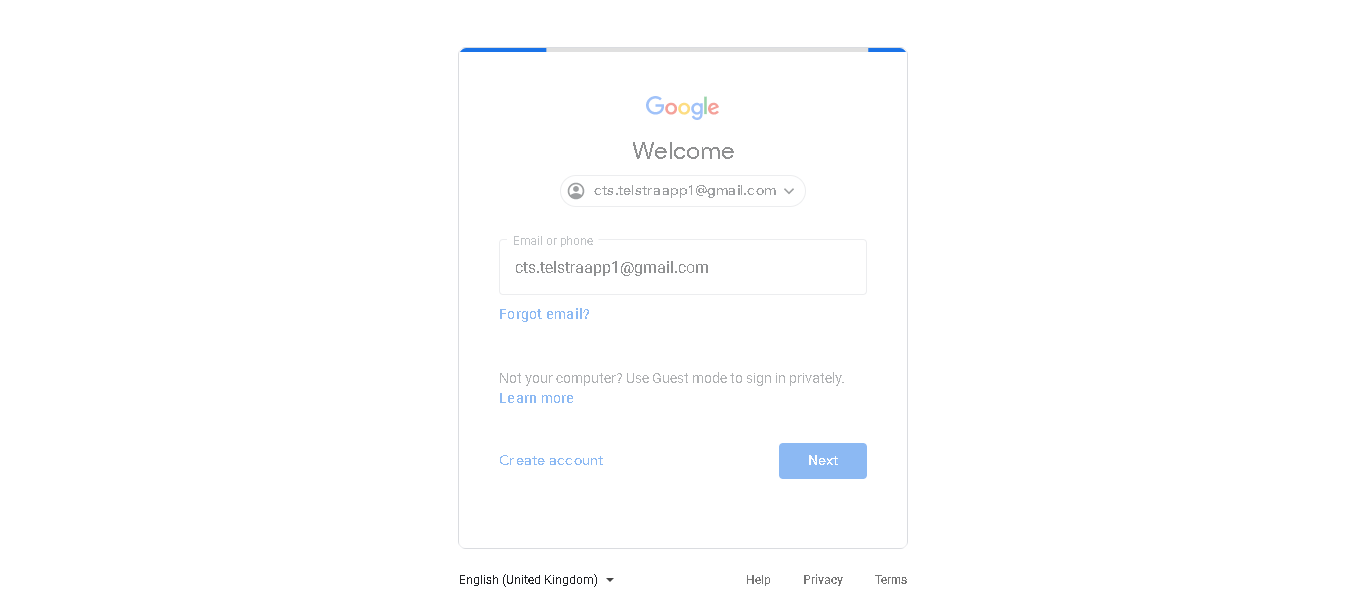 Google
Welcome
cts.telstraapp1@gmail.com
Email or phone
cts.telstraapp1@gmail.com
Forgot email?
Not your computer? Use Guest mode to sign in privately.
Learn more
Create account
Next
English (United Kingdom)
Help
Privacy
Terms